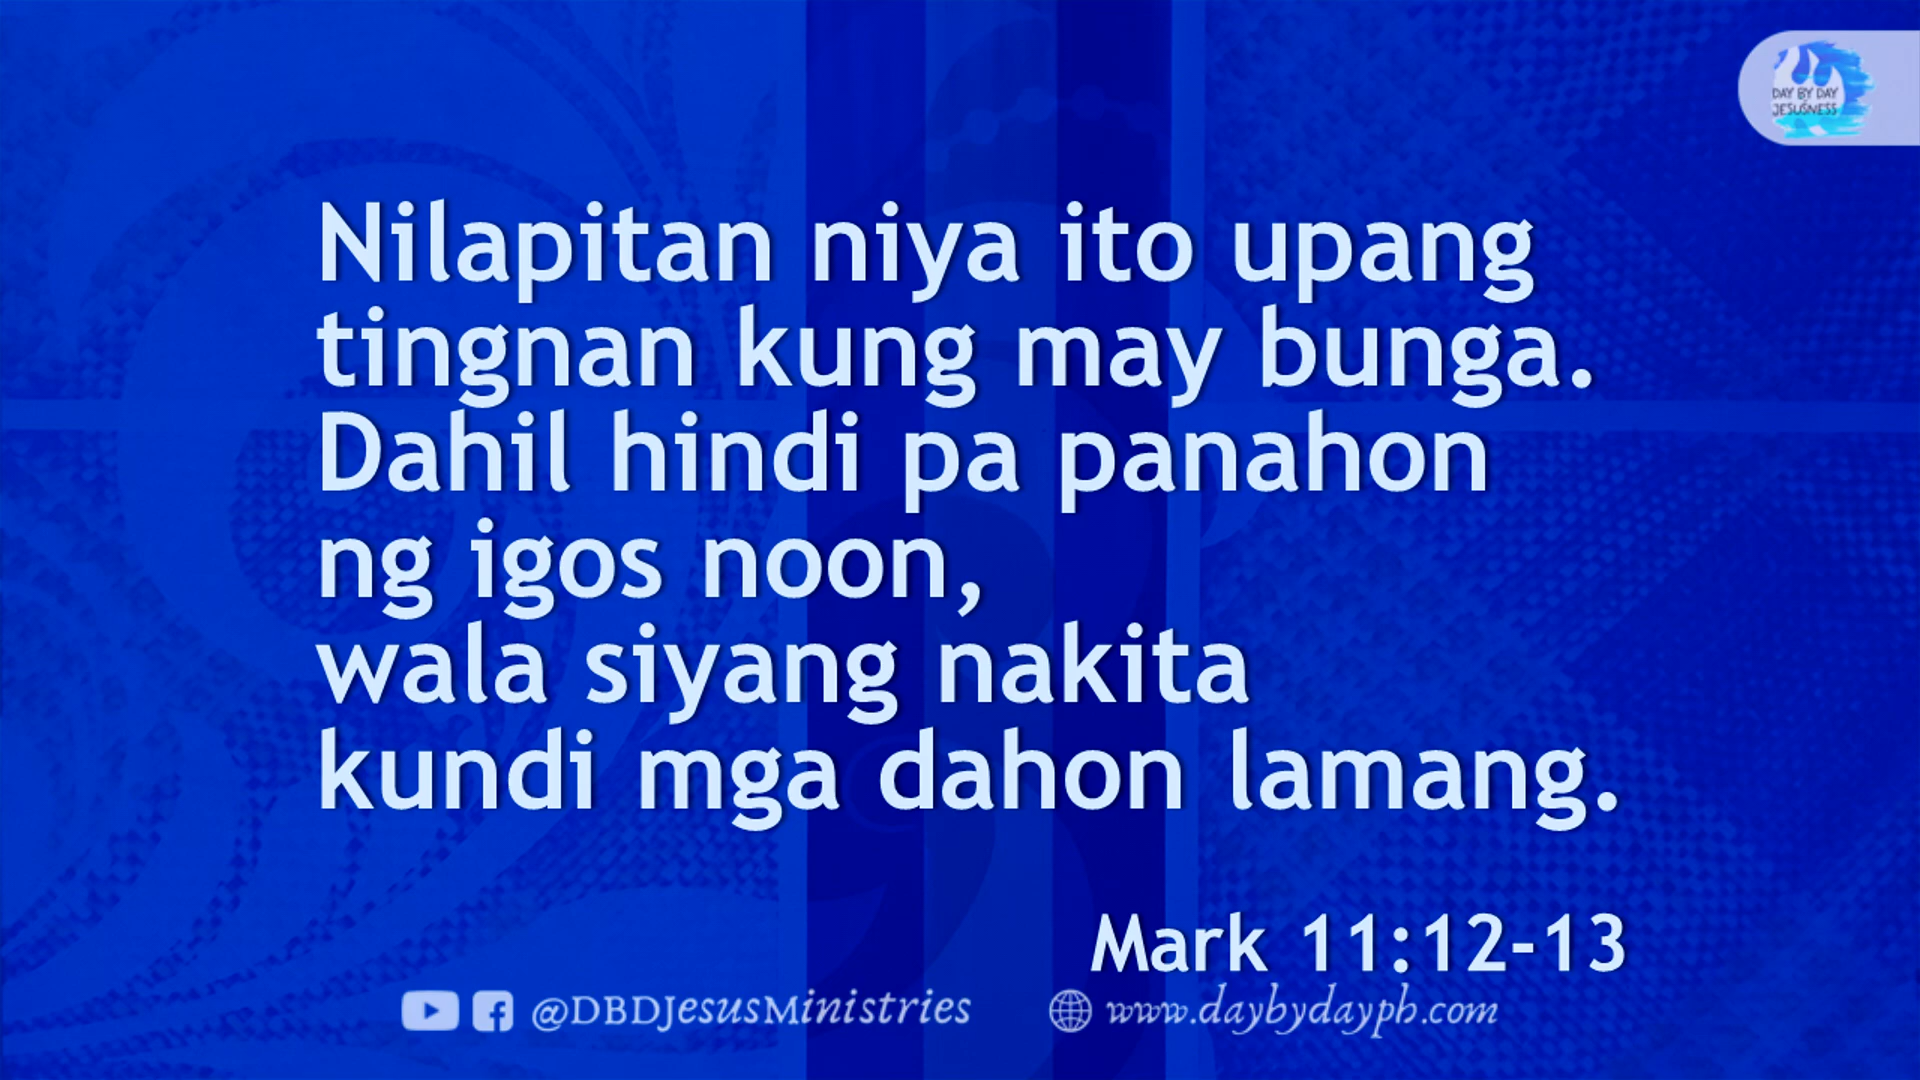 DAY BY DAY
JESUSNESS
Nilapitan niya ito upang
tingnan kung may bunga.
Dahil hindi pa panahon
ng igos noon,
wala siyang nakita
kundi mga dahon lamang.
Mark 11:12-13
@DBDJesusMinistries
www.daybydayph.com